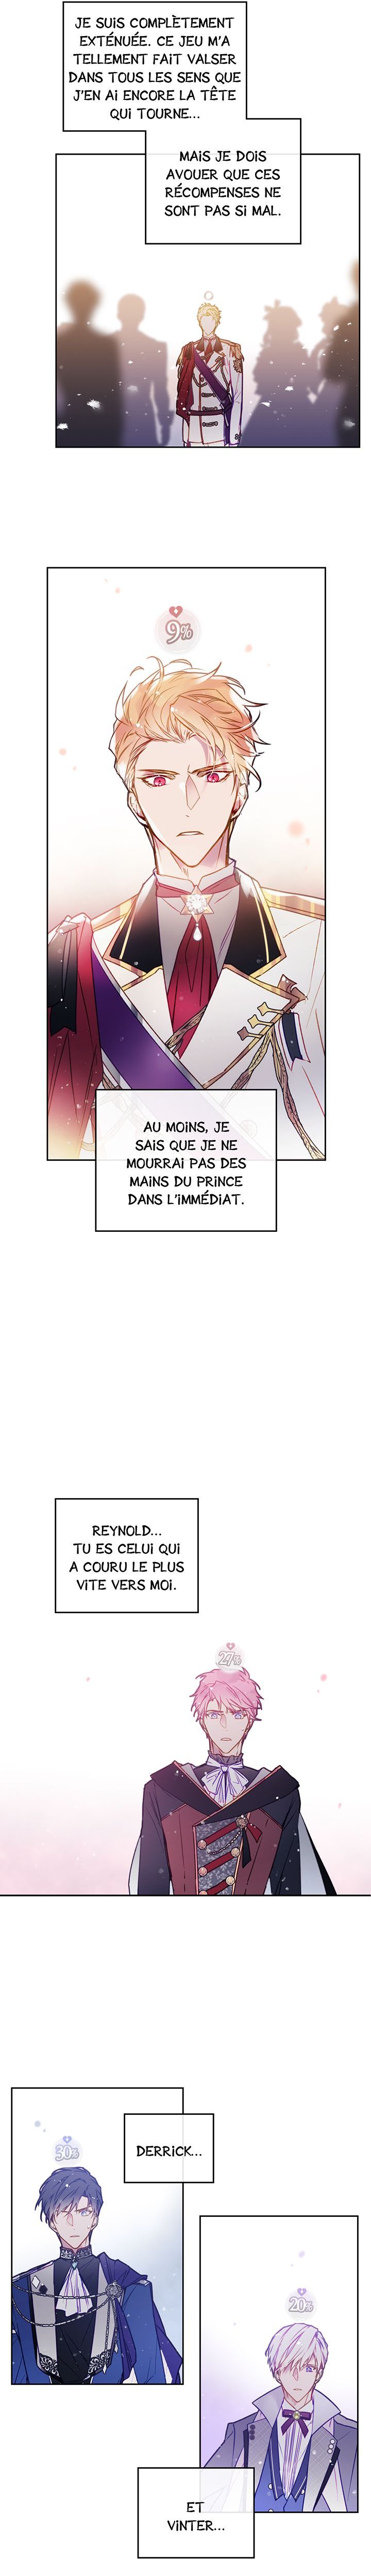 JE SUIS COMPLÈTEMENT
EXTÉNUÉE. CE JEU M'A
TELLEMENT FAIT VALSER
DANS TOUS LES SENS QUE
J'EN AI ENCORE LA TÊTE
QUI TOURNE...
MAIS JE DOIS
AVOUER QUE CES
RÉCOMPENSES NE
SONT PAS SI MAL.
9%
AU MOINS, JE
SAIS QUE JE NE
MOURRAI PAS DES
MAINS DU PRINCE
DANS L'IMMÉDIAT.
REYNOLD...
TU ES CELUI QUI
A COURU LE PLUS
VITE VERS MOI.
DERRICK...
30%
20%
ET
VINTER...